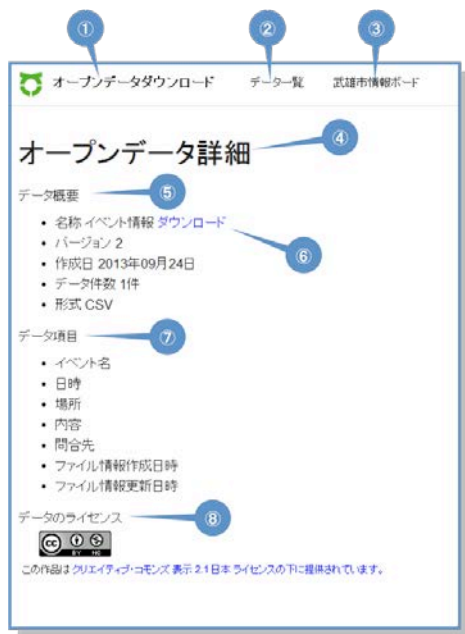 ① ② ③
オープンデータダウンロード データ一覧 武雄市情報ボード
オープンデータ詳細 ④
データ概要 ⑤
• 名称 イベント情報 ダウンロード ⑥
• バージョン 2
• 作成日 2013年09月24日
• データ件数 1件
• 形式 CSV
データ項目 ⑦
• イベント名
• 日時
• 場所
• 内容
• 問合先
• ファイル情報作成日時
• ファイル情報更新日時
データのライセンス ⑧
cc BY NC
この作品は クリエイティブ・コモンズ 表示 2.1 日本 ライセンスの下に提供されています。